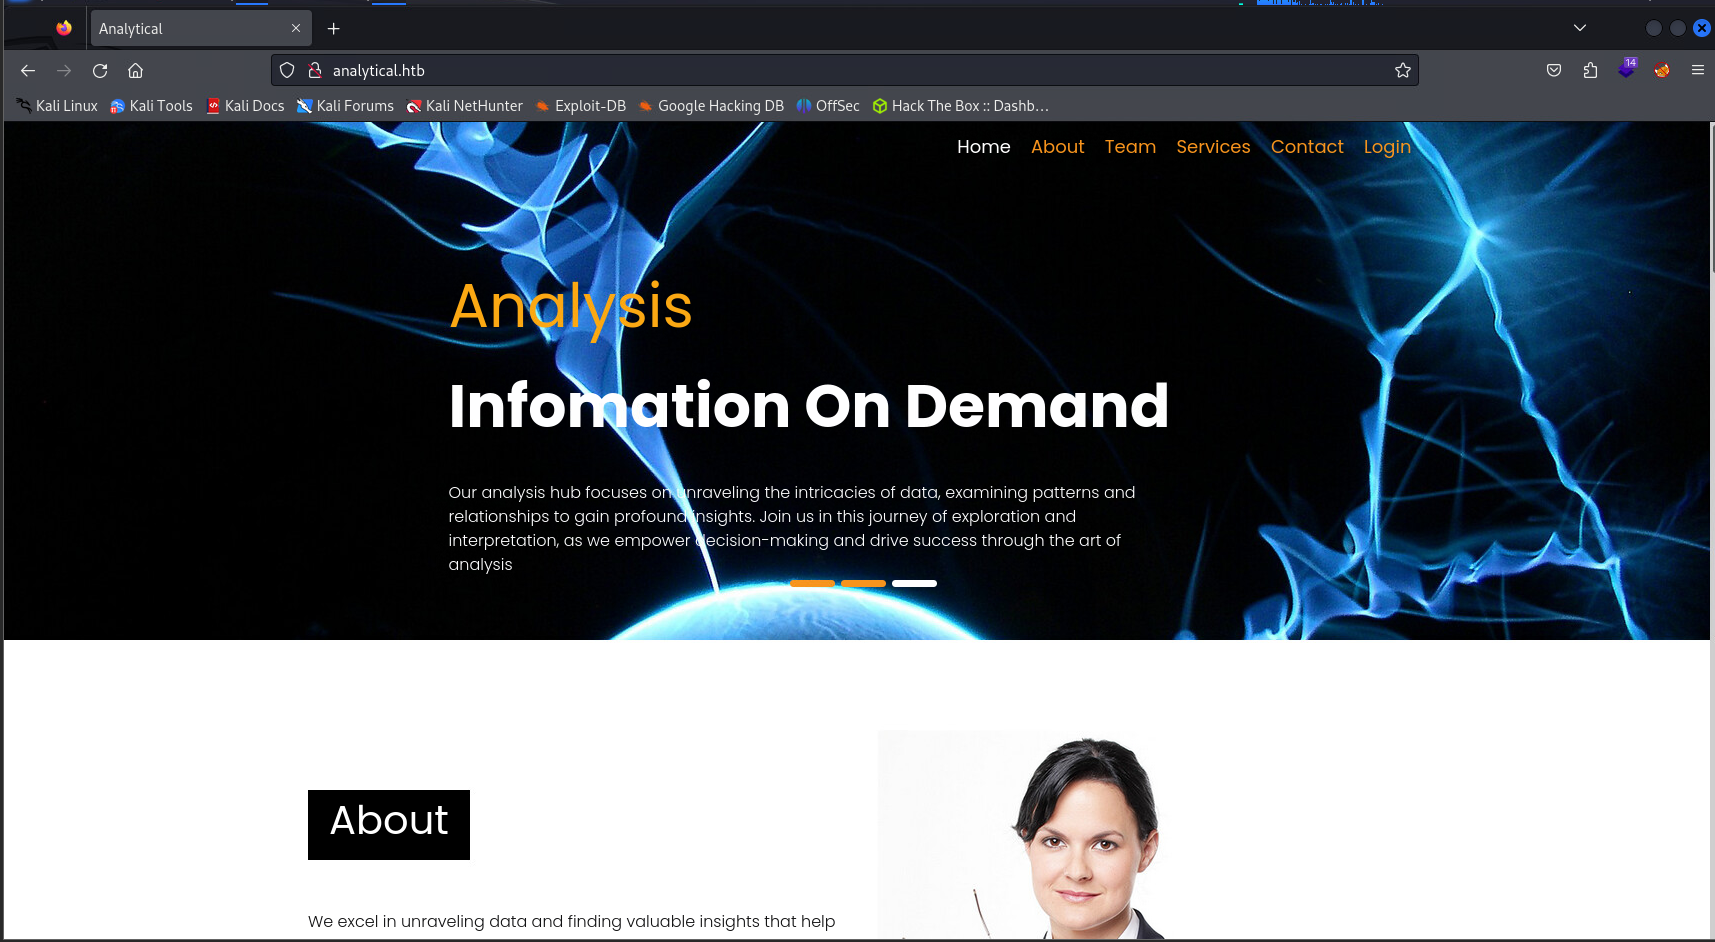 Analytical
analytical.htb
14
Kali Linux Kali Tools Kali Docs Kali Forums Kali NetHunter Exploit-DB Google Hacking DB OffSec Hack The Box :: Dashb…
Home About Team Services Contact Login
Analysis
Infomation On Demand
Our analysis hub focuses on unraveling the intricacies of data, examining patterns and
relationships to gain profound insights. Join us in this journey of exploration and
interpretation, as we empower decision-making and drive success through the art of
analysis
About
We excel in unraveling data and finding valuable insights that help